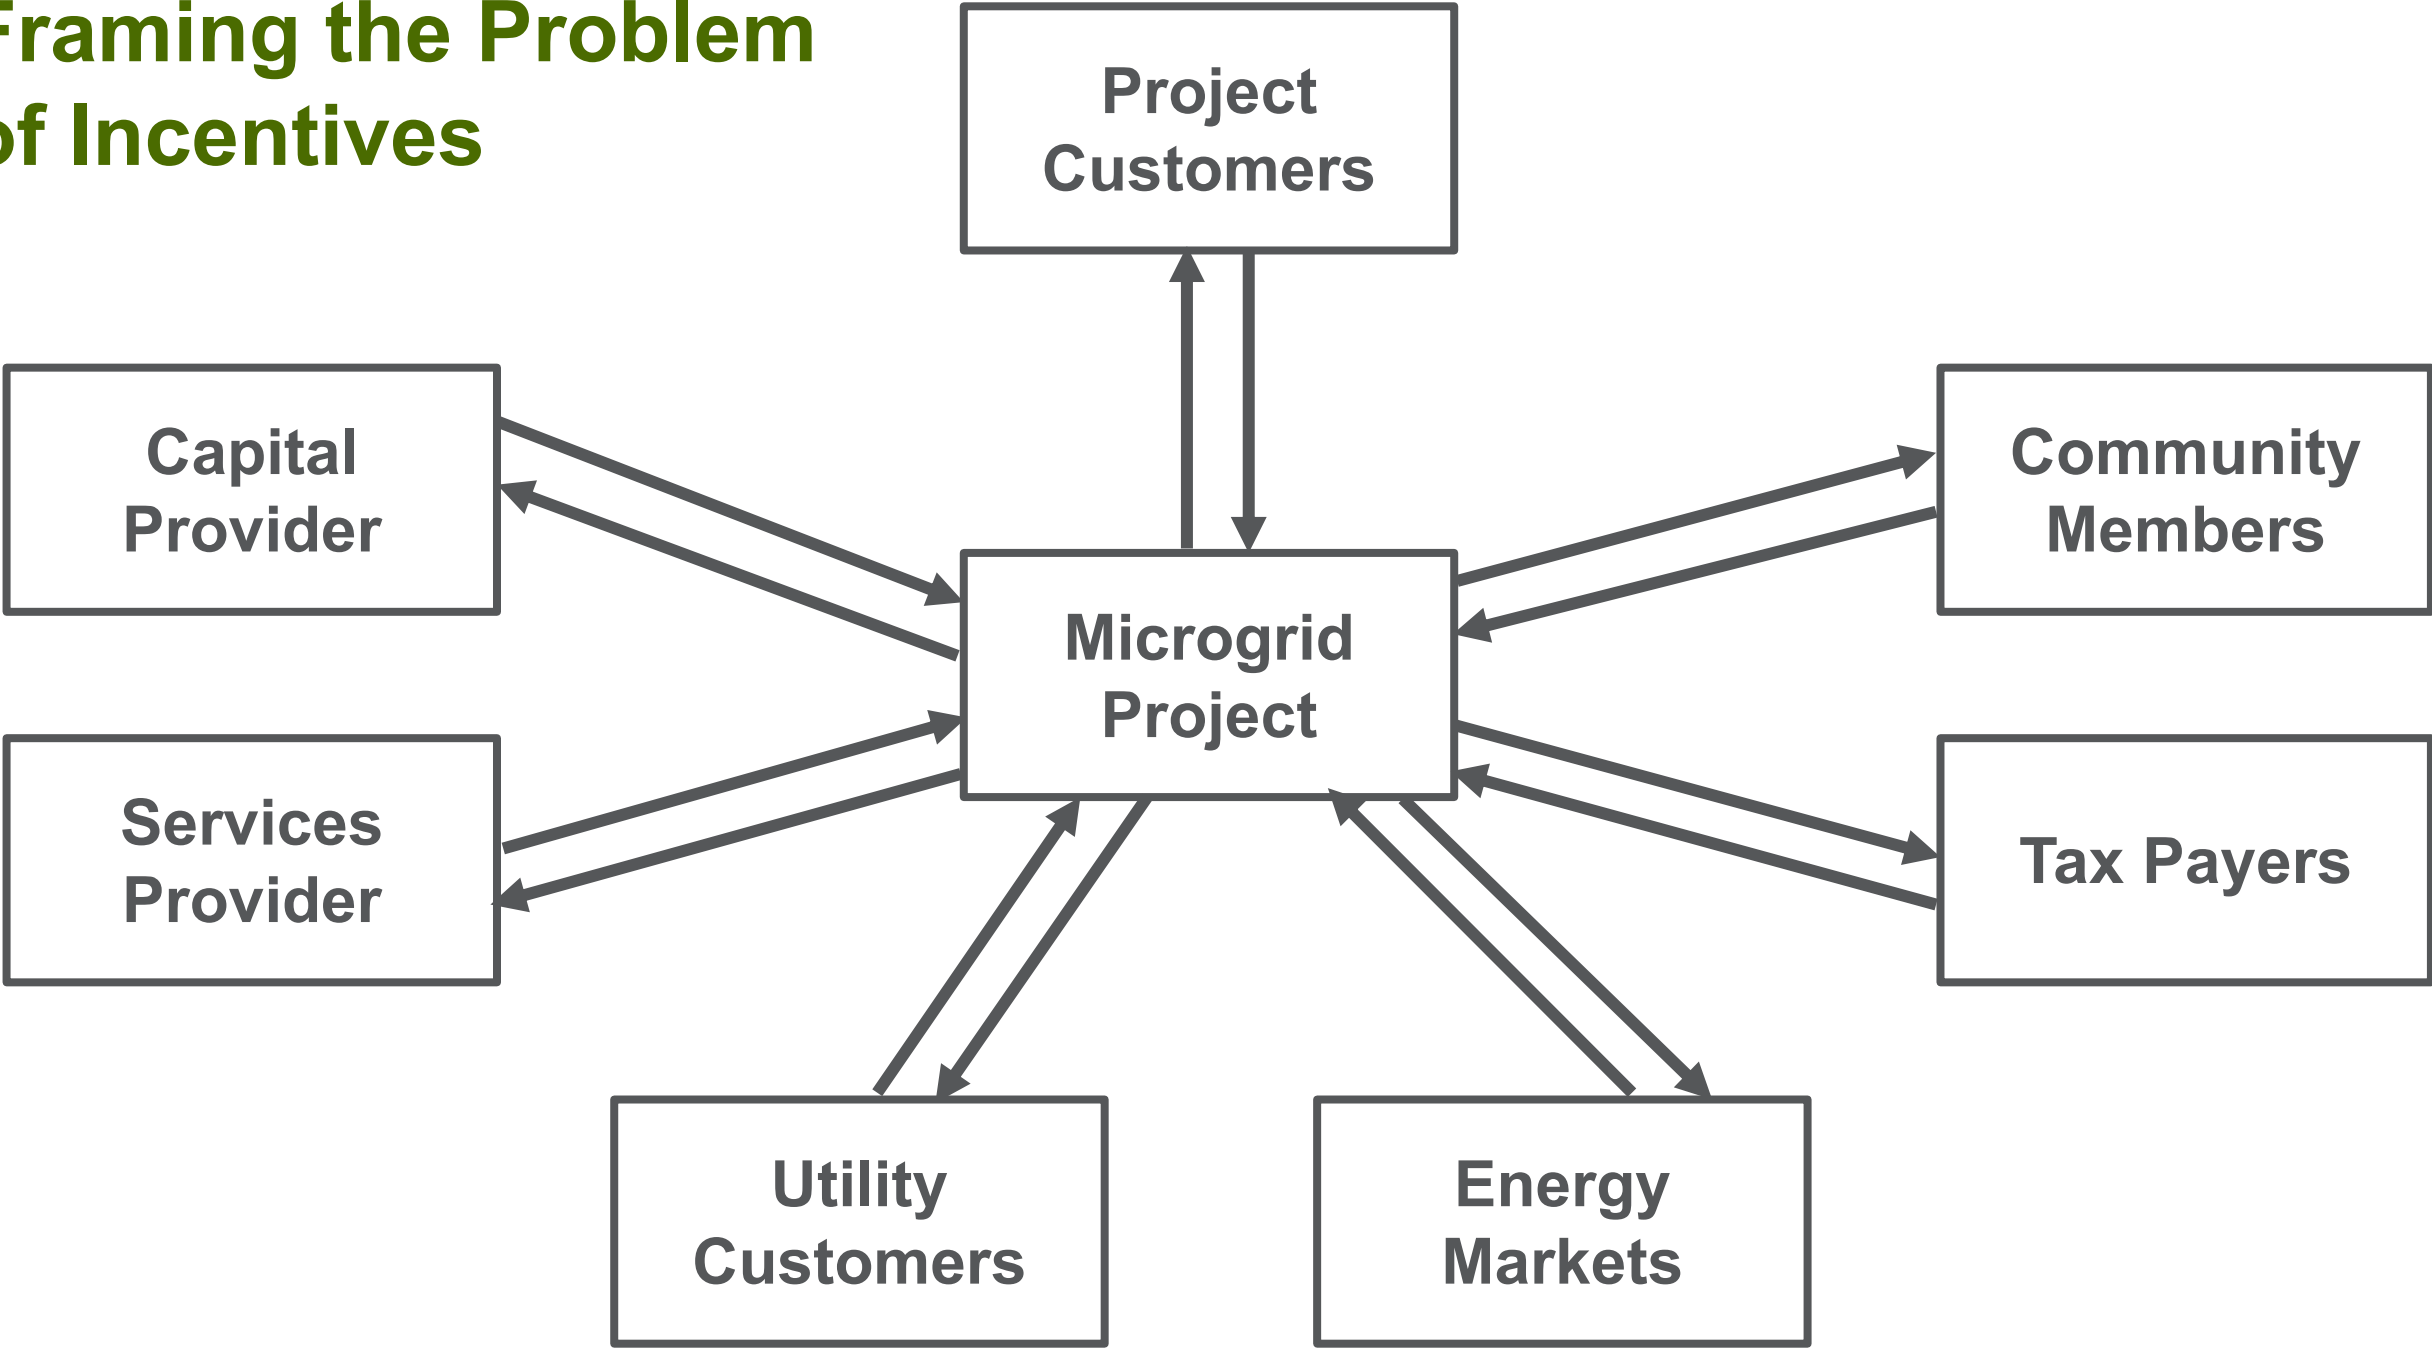 Framing the Problem
of Incentives
Project
Customers
Capital
Provider
Community
Members
Microgrid
Project
Services
Provider
Tax Payers
Utility
Customers
Energy
Markets